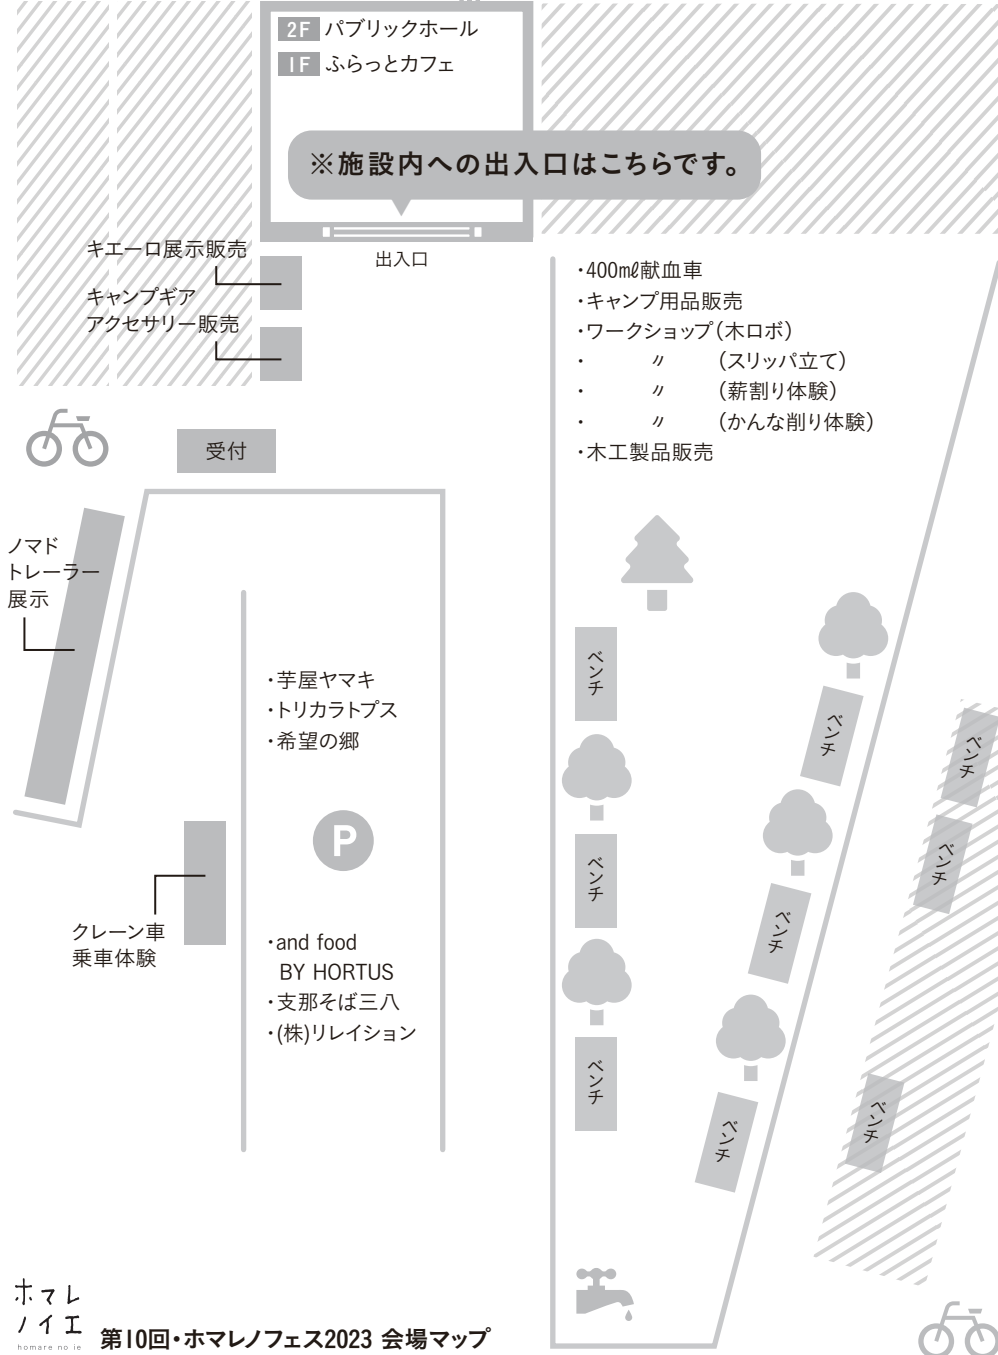 2F パブリックホール
1F ふらっとカフェ
※施設内への出入口はこちらです。
出入口
キエーロ展示販売
キャンプギア
アクセサリー販売
・400㎖献血車
・キャンプ用品販売
・ワークショップ(木ロボ)
・ 〃 (スリッパ立て)
・ 〃 (薪割り体験)
・ 〃 (かんな削り体験)
・木工製品販売
受付
ノマド
トレーラー
展示
・芋屋ヤマキ
・トリカラトプス
・希望の郷
P
クレーン車
乗車体験
・and food
BY HORTUS
・支那そば三八
・(株)リレイション
ベンチ
ベンチ
ベンチ
ベンチ
ベンチ
ベンチ
ベンチ
ベンチ
ベンチ
ホマレ
ノイエ
homare no ie
第10回・ホマレノフェス2023 会場マップ